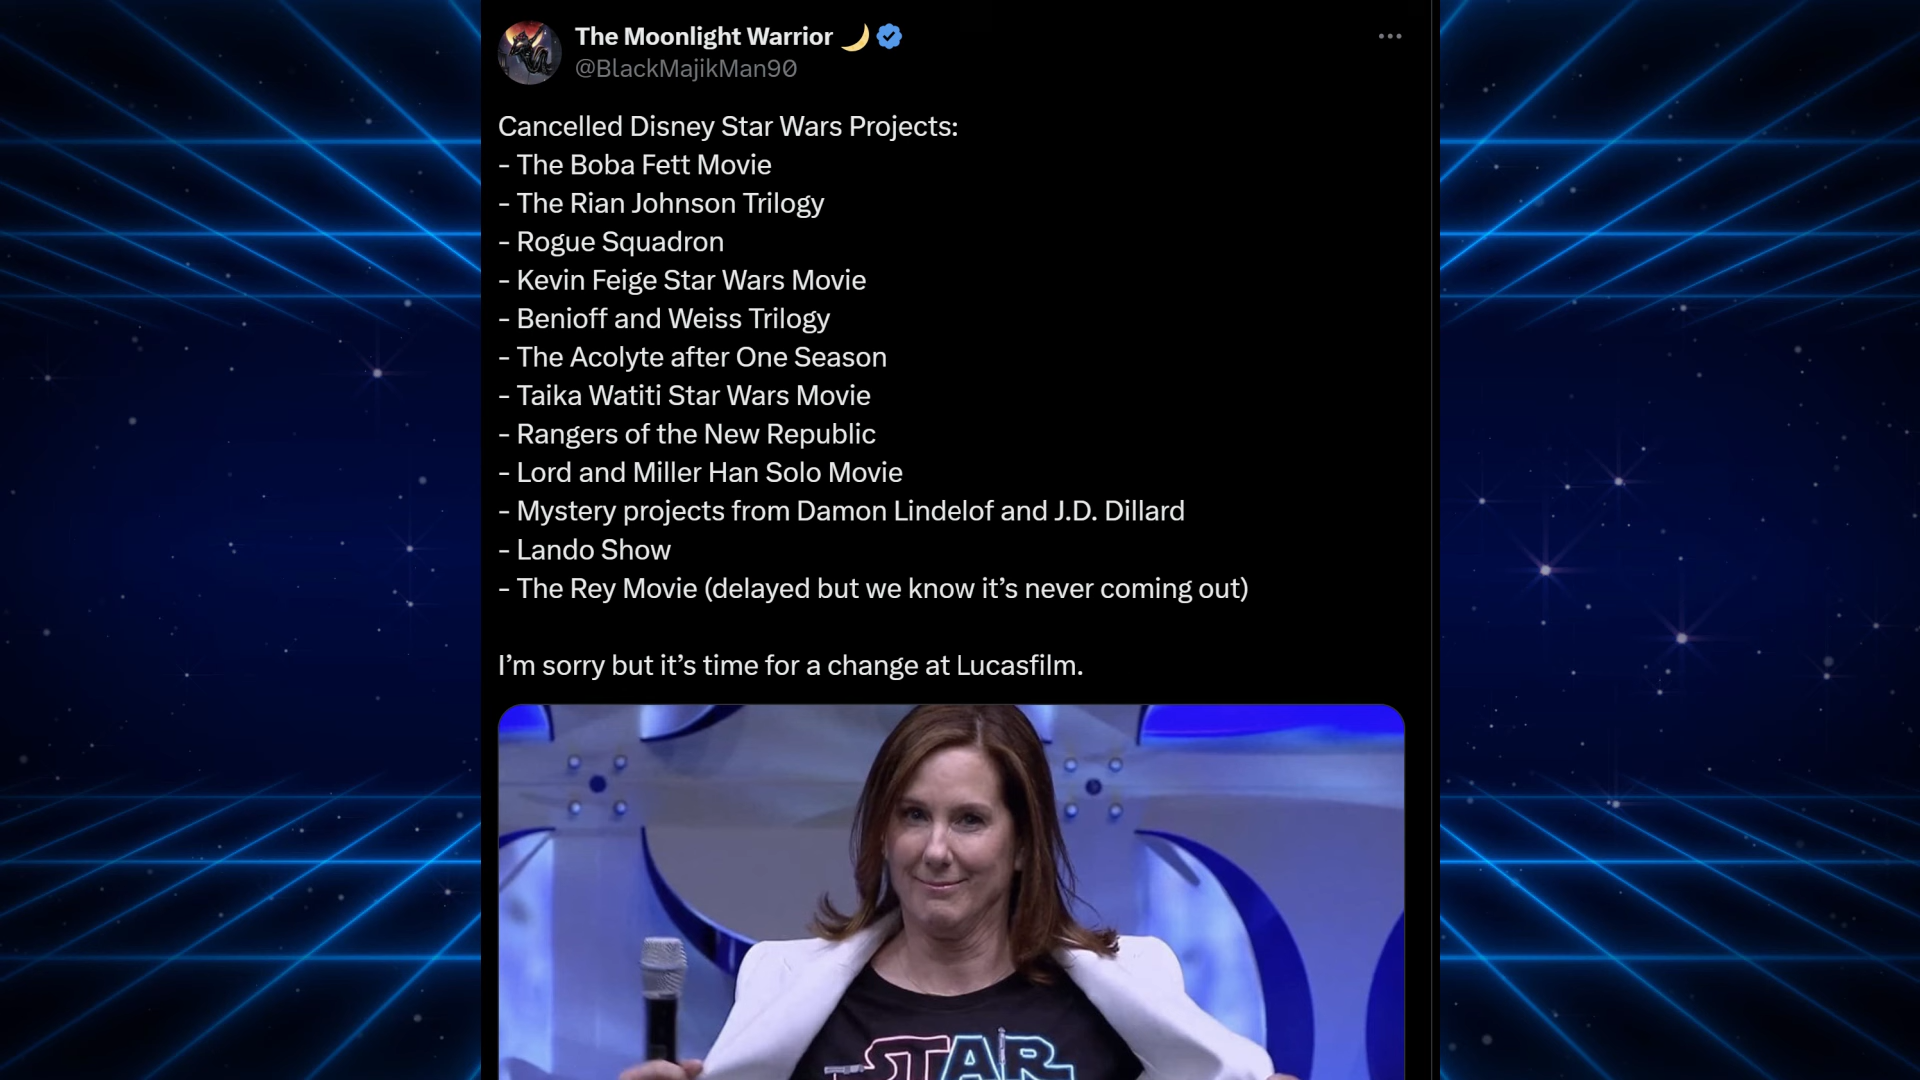 The Moonlight Warrior 🌙
@BlackMajikMan90
Cancelled Disney Star Wars Projects:
- The Boba Fett Movie
- The Rian Johnson Trilogy
- Rogue Squadron
- Kevin Feige Star Wars Movie
- Benioff and Weiss Trilogy
- The Acolyte after One Season
- Taika Watiti Star Wars Movie
- Rangers of the New Republic
- Lord and Miller Han Solo Movie
- Mystery projects from Damon Lindelof and J.D. Dillard
- Lando Show
- The Rey Movie (delayed but we know it’s never coming out)
I’m sorry but it’s time for a change at Lucasfilm.
STAR